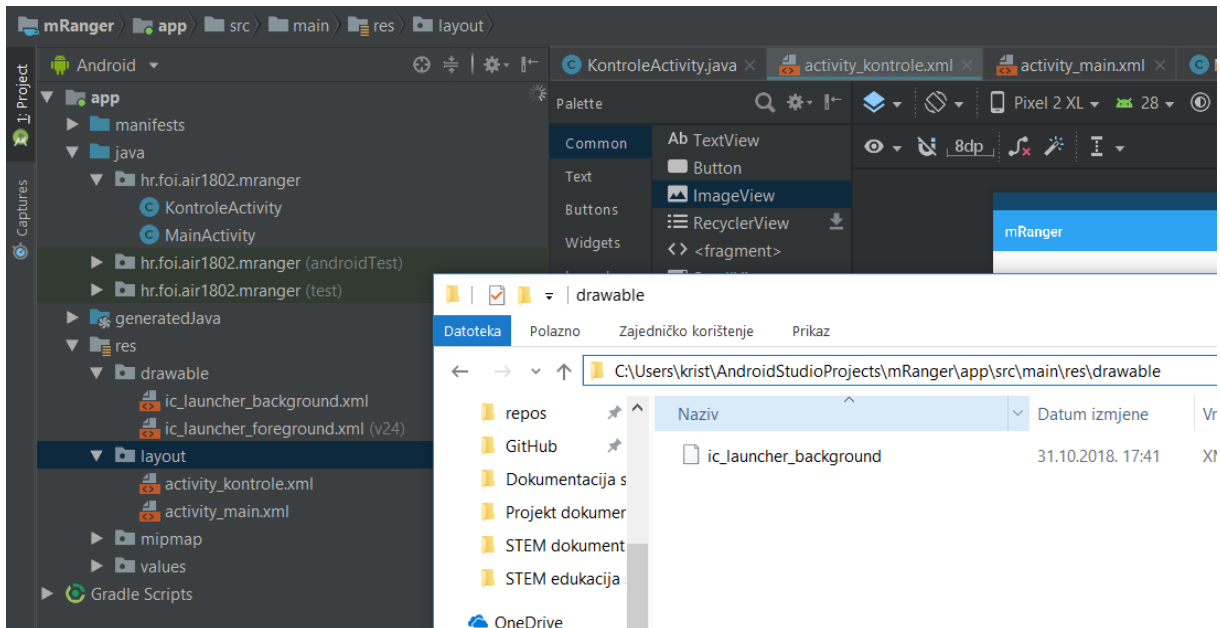 mRanger app src main res layout
Android
KontroleActivity.java activity_kontrole.xml activity_main.xml
1: Project
Captures
app
manifests
java
hr.foi.air1802.mranger
KontroleActivity
MainActivity
hr.foi.air1802.mranger (androidTest)
hr.foi.air1802.mranger (test)
generatedJava
res
drawable
ic_launcher_background.xml
ic_launcher_foreground.xml (v24)
layout
activity_kontrole.xml
activity_main.xml
mipmap
values
Gradle Scripts
Palette
Common
Text
Buttons
Widgets
Ab TextView
Button
ImageView
RecyclerView
<fragment>
Pixel 2 XL 28
8dp
mRanger
drawable
Datoteka Polazno Zajedničko korištenje Prikaz
C:\Users\krist\AndroidStudioProjects\mRanger\app\src\main\res\drawable
repos
GitHub
Dokumentacija s
Projekt dokumer
STEM dokument
STEM edukacija
OneDrive
Naziv Datum izmjene Vr
ic_launcher_background 31.10.2018. 17:41 XM